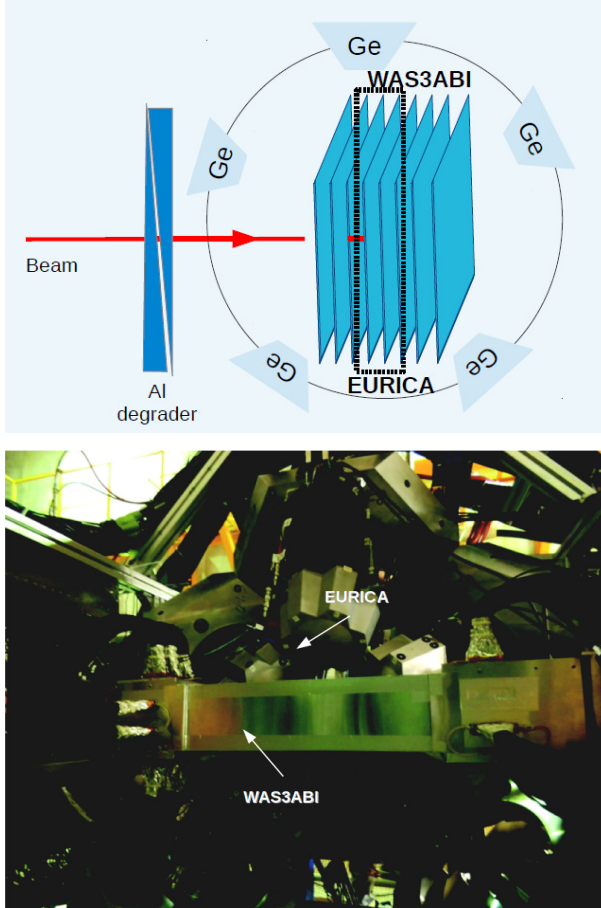 Ge
WAS3ABI
Ge
Ge
Beam
Ge
Ge
EURICA
Al
degrader
EURICA
WAS3ABI